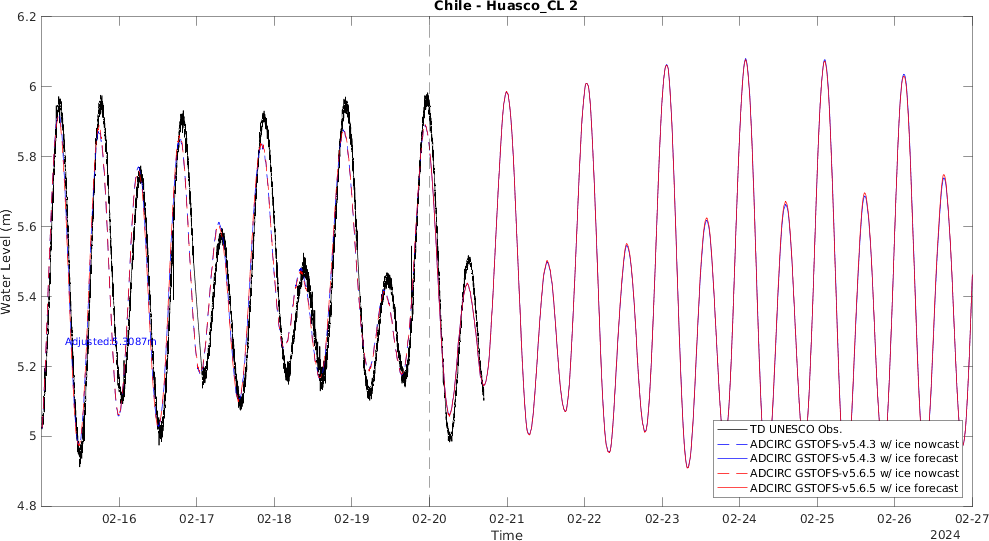 Chile - Huasco_CL 2
6.2
6
5.8
5.6
5.4
5.2
5
4.8
Water Level (m)
Adjusted:5.3087m
TD UNESCO Obs.
ADCIRC GSTOFS-v5.4.3 w/ ice nowcast
ADCIRC GSTOFS-v5.4.3 w/ ice forecast
ADCIRC GSTOFS-v5.6.5 w/ ice nowcast
ADCIRC GSTOFS-v5.6.5 w/ ice forecast
02-16 02-17 02-18 02-19 02-20 02-21 02-22 02-23 02-24 02-25 02-26 02-27
Time
2024